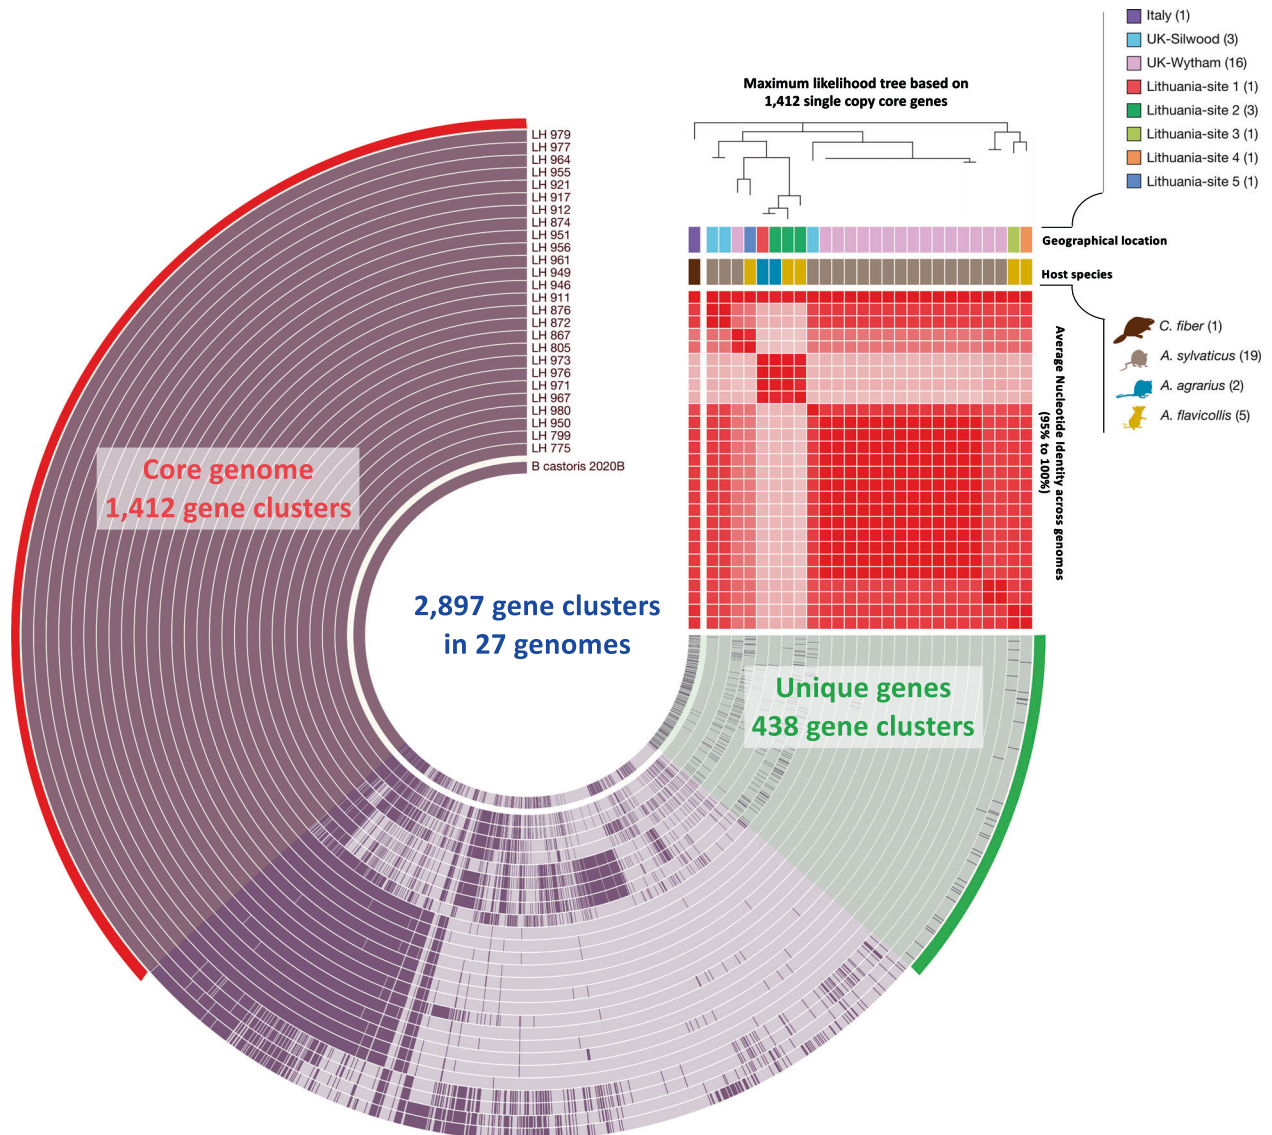 Italy (1)
UK-Silwood (3)
UK-Wytham (16)
Lithuania-site 1 (1)
Lithuania-site 2 (3)
Lithuania-site 3 (1)
Lithuania-site 4 (1)
Lithuania-site 5 (1)
Maximum likelihood tree based on
1,412 single copy core genes
Geographical location
Host species
LH 979
LH 977
LH 964
LH 955
LH 921
LH 917
LH 912
LH 874
LH 951
LH 956
LH 961
LH 949
LH 946
LH 911
LH 876
LH 872
LH 867
LH 805
LH 973
LH 976
LH 971
LH 967
LH 980
LH 950
LH 799
LH 775
B castoris 2020B
Average Nucleotide Identity across genomes
(95% to 100%)
C. fiber (1)
A. sylvaticus (19)
A. agrarius (2)
A. flavicollis (5)
Core genome
1,412 gene clusters
2,897 gene clusters
in 27 genomes
Unique genes
438 gene clusters